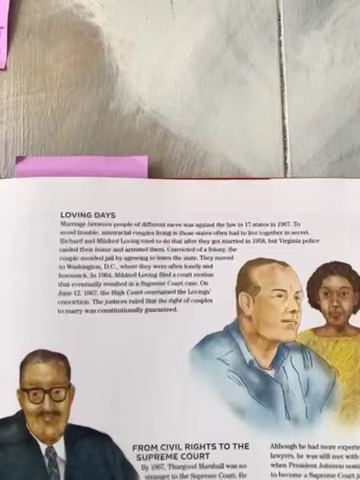 LOVING DAYS
Marriage between people of different races was against the law in 17 states in 1967. To
avoid trouble, interracial couples living in those states often had to live together in secret.
Richard and Mildred Loving tried to do that after they got married in 1958, but Virginia police
raided their home and arrested them. Convicted of a felony, the
couple avoided jail by agreeing to leave the state. They moved
to Washington, D.C., where they were often lonely and
homesick. In 1964, Mildred Loving filed a court motion
that eventually resulted in a Supreme Court case. On
June 12, 1967, the High Court overturned the Lovings'
conviction. The justices ruled that the right of couples
to marry was constitutionally guaranteed.
FROM CIVIL RIGHTS TO THE
SUPREME COURT
By 1967, Thurgood Marshall was no
stranger to the Supreme Court. He
Although he had more experie
lawyers, he was still met with
when President Johnson nom
to become a Supreme Court j